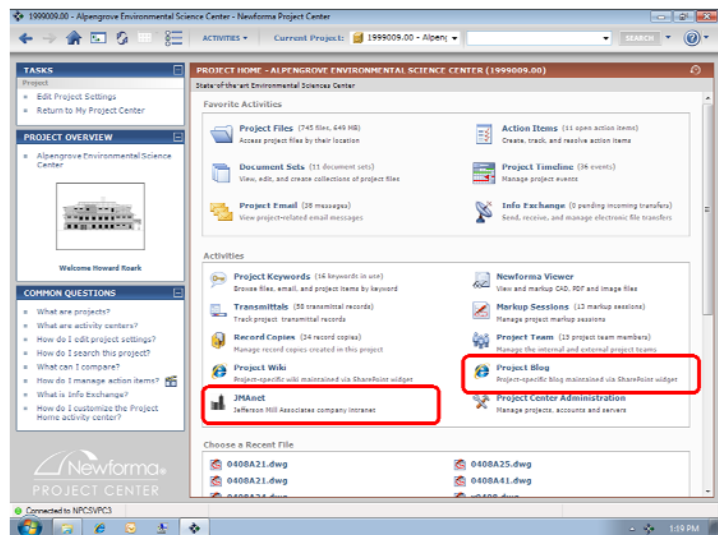 1999009.00 - Alpengrove Environmental Science Center - Newforma Project Center
ACTIVITIES
Current Project:
1999009.00 - Alpeng
SEARCH
TASKS
Project
Edit Project Settings
Return to My Project Center
PROJECT OVERVIEW
Alpengrove Environmental Science
Center
Welcome Howard Roark
COMMON QUESTIONS
What are projects?
What are activity centers?
How do I edit project settings?
How do I search this project?
What can I compare?
How do I manage action items?
What is Info Exchange?
How do I customize the Project
Home activity center?
Newforma
PROJECT CENTER
PROJECT HOME - ALPENGROVE ENVIRONMENTAL SCIENCE CENTER (1999009.00)
State-of-the-art Environmental Sciences Center
Favorite Activities
Project Files (745 files, 649 MB)
Access project files by their location
Action Items (11 open action items)
Create, track, and resolve action items
Document Sets (11 document sets)
View, edit, and create collections of project files
Project Timeline (36 events)
Manage project events
Project Email (38 messages)
View project-related email messages
Info Exchange (0 pending incoming transfers)
Send, receive, and manage electronic file transfers
Activities
Project Keywords (16 keywords in use)
Browse files, email, and project items by keyword
Newforma Viewer
View and markup CAD, PDF and image files
Transmittals (58 transmittal records)
Track project transmittal records
Markup Sessions (13 markup sessions)
Manage project markup sessions
Record Copies (34 record copies)
Manage record copies created in this project
Project Team (13 project team members)
Manage the internal and external project teams
Project Wiki
Project-specific wiki maintained via SharePoint widget
Project Blog
Project-specific blog maintained via SharePoint widget
JMAnet
Jefferson Mill Associates company intranet
Project Center Administration
Manage projects, accounts and servers
Choose a Recent File
0408A21.dwg
0408A25.dwg
0408A21.dwg
0408A41.dwg
Connected to NPCSVPC3
1:19 PM